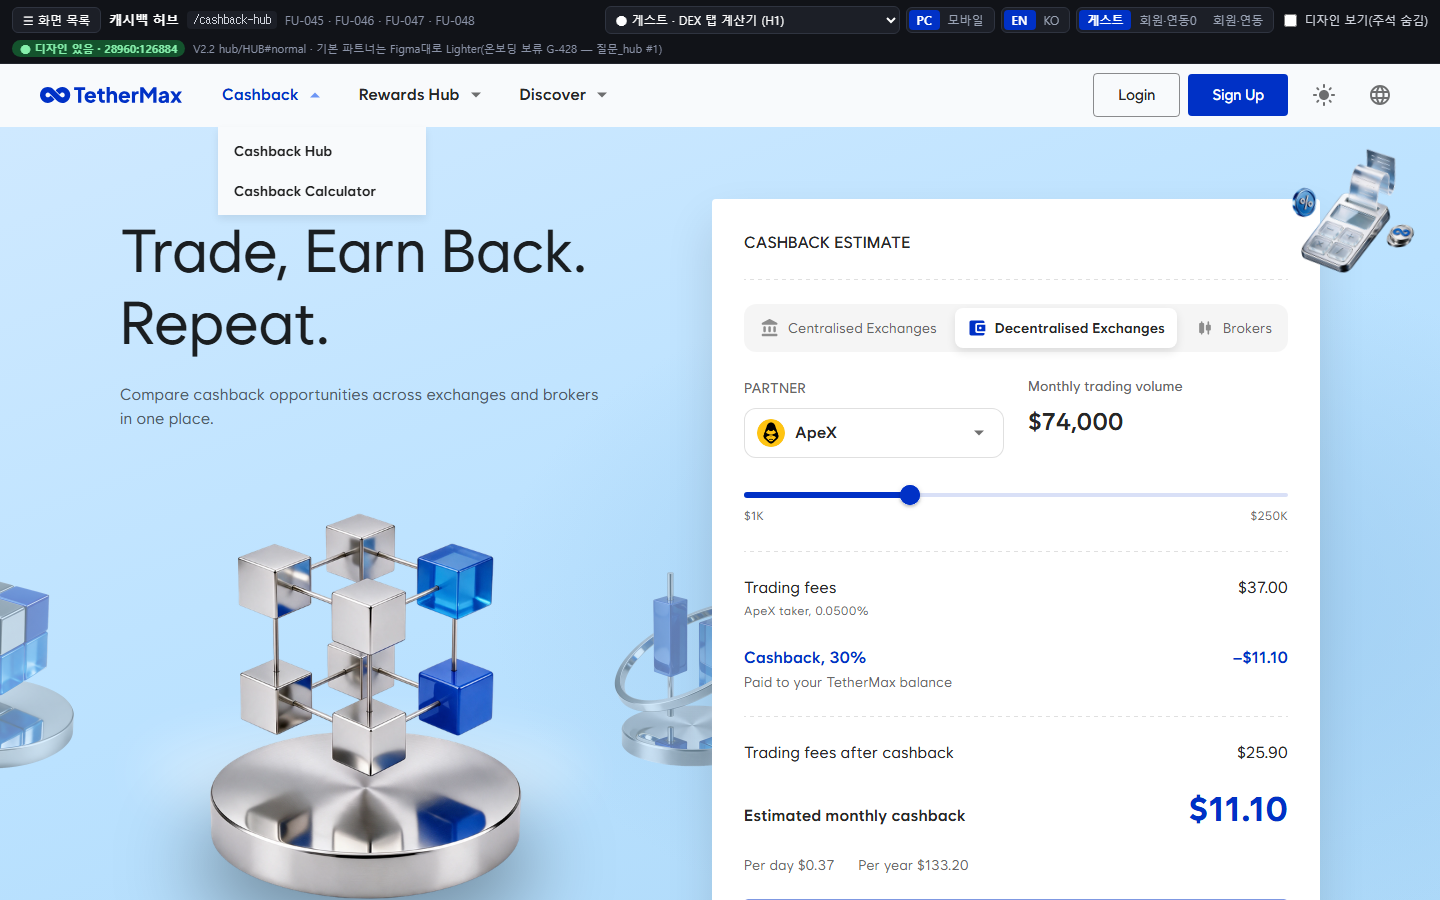 ☰ 화면 목록 캐시백 허브 /cashback-hub FU-045 · FU-046 · FU-047 · FU-048 ● 게스트 · DEX 탭 계산기 (H1) PC 모바일 EN KO 게스트 회원·연동0 회원·연동 디자인 보기(주석 숨김)
● 디자인 있음 · 28960:126884 V2.2 hub/HUB#normal · 기본 파트너는 Figma대로 Lighter(온보딩 보류 G-428 — 질문_hub #1)
TetherMax Cashback Rewards Hub Discover Login Sign Up
Cashback Hub
Cashback Calculator
Trade, Earn Back.
Repeat.
Compare cashback opportunities across exchanges and brokers
in one place.
CASHBACK ESTIMATE
Centralised Exchanges Decentralised Exchanges Brokers
PARTNER
ApeX
Monthly trading volume
$74,000
$1K $250K
Trading fees $37.00
ApeX taker, 0.0500%
Cashback, 30% –$11.10
Paid to your TetherMax balance
Trading fees after cashback $25.90
Estimated monthly cashback $11.10
Per day $0.37 Per year $133.20